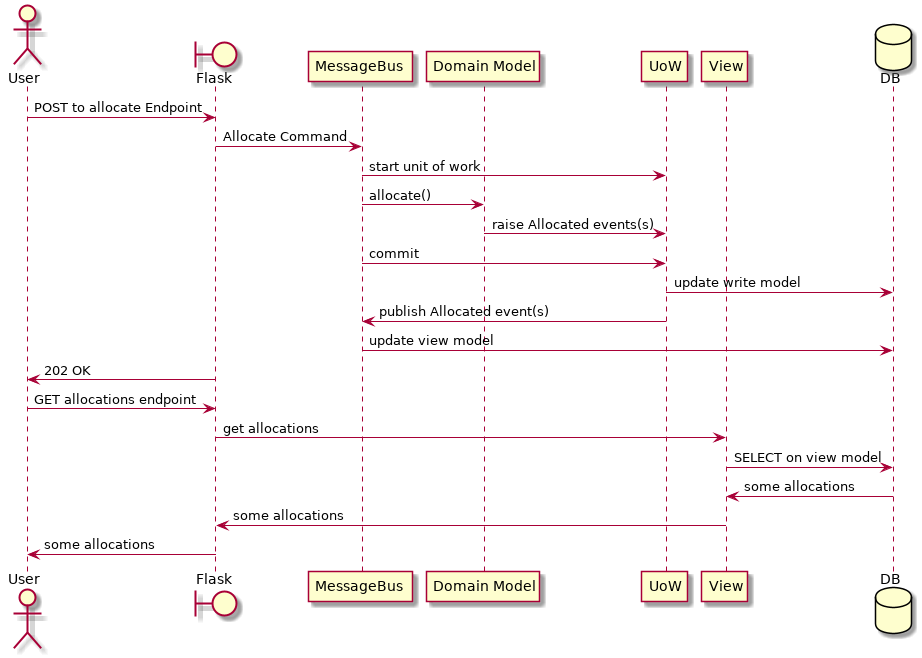 User
Flask
MessageBus
Domain Model
UoW
View
DB
POST to allocate Endpoint
Allocate Command
start unit of work
allocate()
raise Allocated events(s)
commit
update write model
publish Allocated event(s)
update view model
202 OK
GET allocations endpoint
get allocations
SELECT on view model
some allocations
some allocations
some allocations
User
Flask
MessageBus
Domain Model
UoW
View
DB